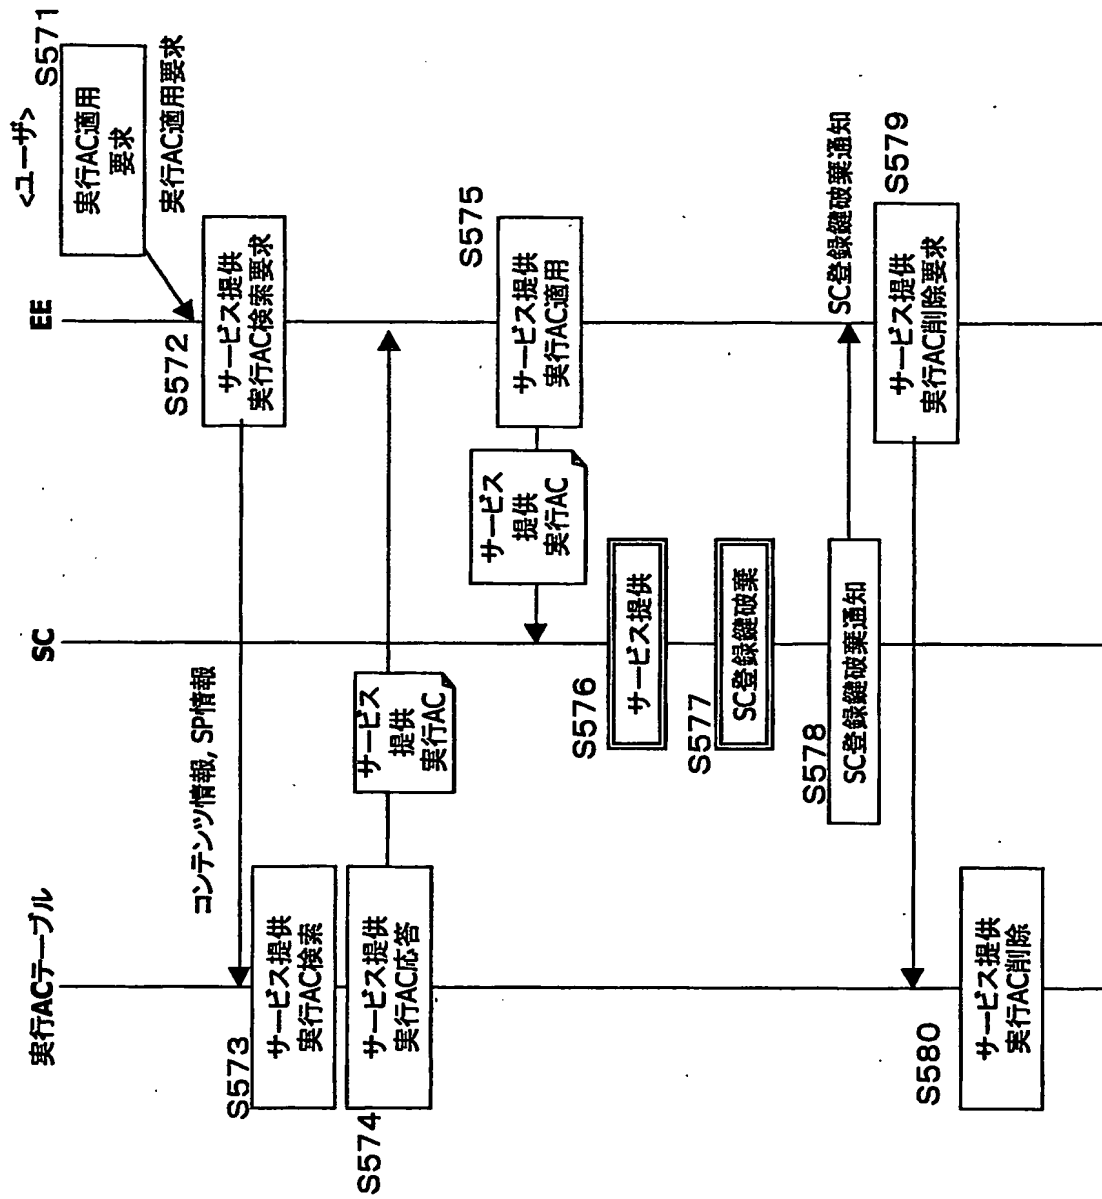 実行ACテーブル
SC
EE
<ユーザ>
S571
実行AC適用
要求
実行AC適用要求
S572
サービス提供
実行AC検索要求
コンテンツ情報, SP情報
S573
サービス提供
実行AC検索
S574
サービス提供
実行AC応答
サービス
提供
実行AC
S575
サービス提供
実行AC適用
サービス
提供
実行AC
S576
サービス提供
S577
SC登録鍵破棄
S578
SC登録鍵破棄通知
SC登録鍵破棄通知
S579
サービス提供
実行AC削除要求
S580
サービス提供
実行AC削除